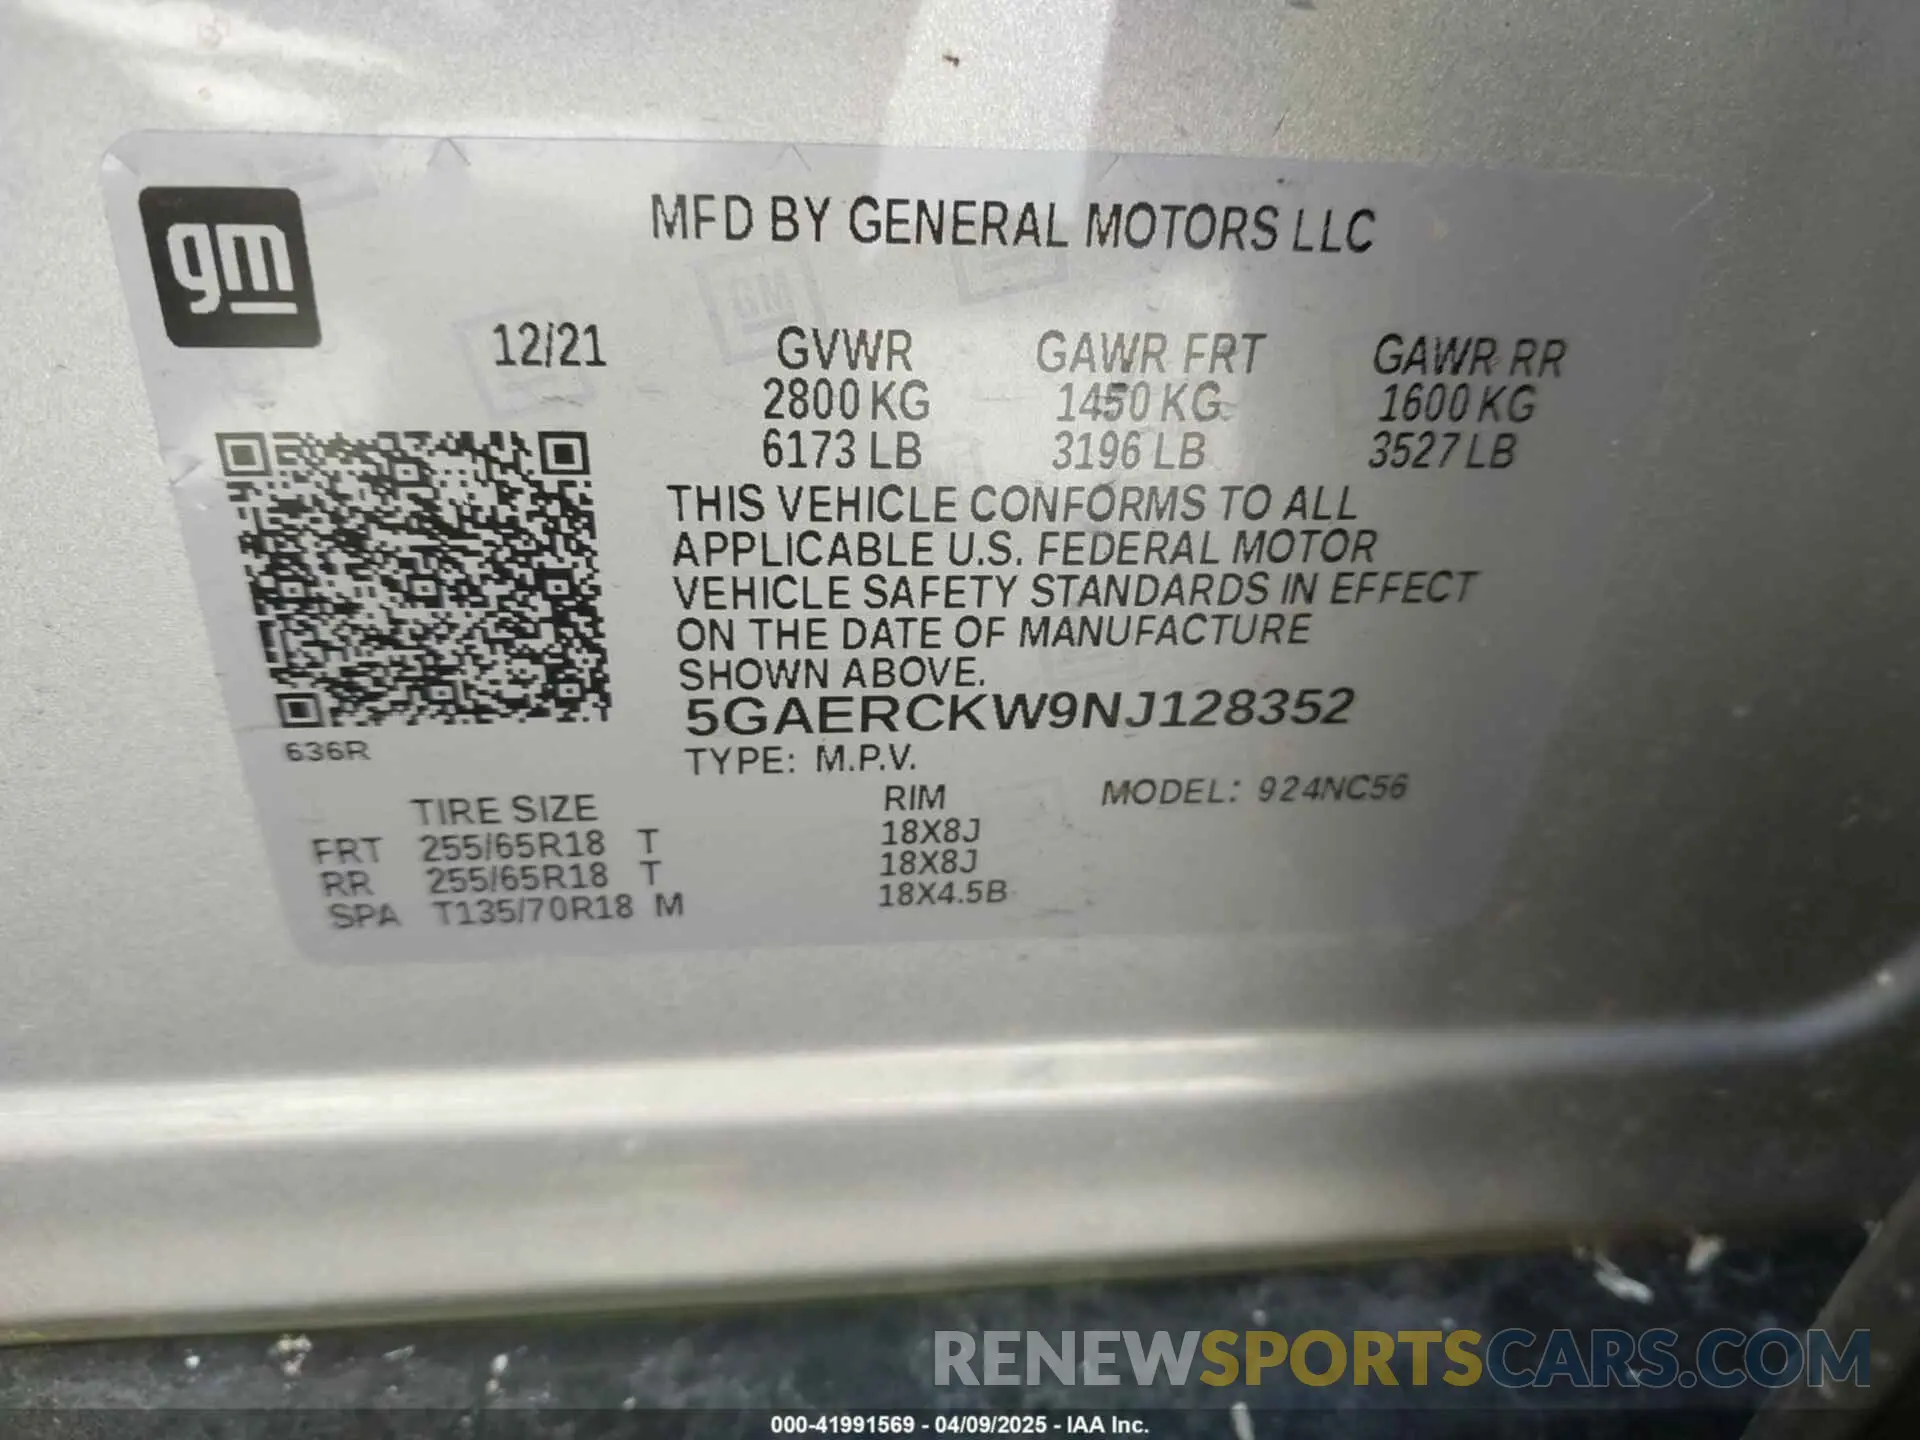 gm
MFD BY GENERAL MOTORS LLC
12/21 GVWR GAWR FRT GAWR RR
2800 KG 1450 KG 1600 KG
6173 LB 3196 LB 3527 LB
THIS VEHICLE CONFORMS TO ALL
APPLICABLE U.S. FEDERAL MOTOR
VEHICLE SAFETY STANDARDS IN EFFECT
ON THE DATE OF MANUFACTURE
SHOWN ABOVE.
5GAERCKW9NJ128352
636R
TYPE: M.P.V.
TIRE SIZE RIM MODEL: 924NC56
FRT 255/65R18 T 18X8J
RR 255/65R18 T 18X8J
SPA T135/70R18 M 18X4.5B
GM
RENEWSPORTSCARS.COM
000-41991569 - 04/09/2025 - IAA Inc.